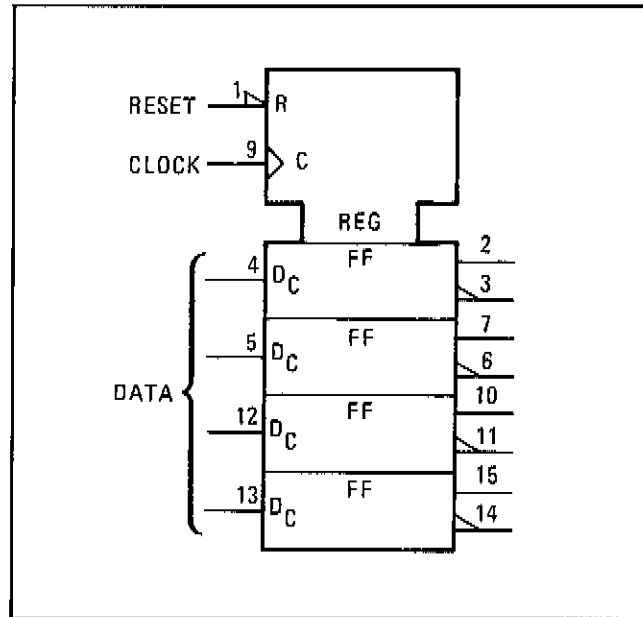 RESET 1 R
CLOCK 9 C
REG
FF 2
4 DC 3
FF 7
5 DC 6
DATA
FF 10
12 DC 11
FF 15
13 DC 14